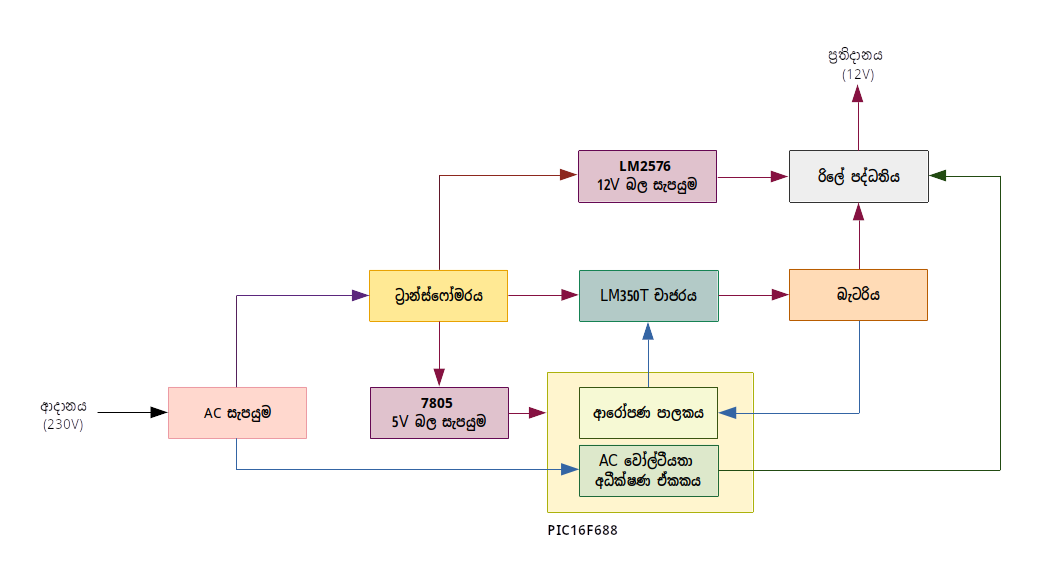 ප්‍රතිදානය
(12V)
LM2576
12V බල සැපයුම
රිලේ පද්ධතිය
ට්‍රාන්ස්ෆෝමරය
LM350T චාජරය
බැටරිය
ආදානය
(230V)
AC සැපයුම
7805
5V බල සැපයුම
ආරෝපණ පාලකය
AC වෝල්ටීයතා
අධීක්ෂණ ඒකකය
PIC16F688